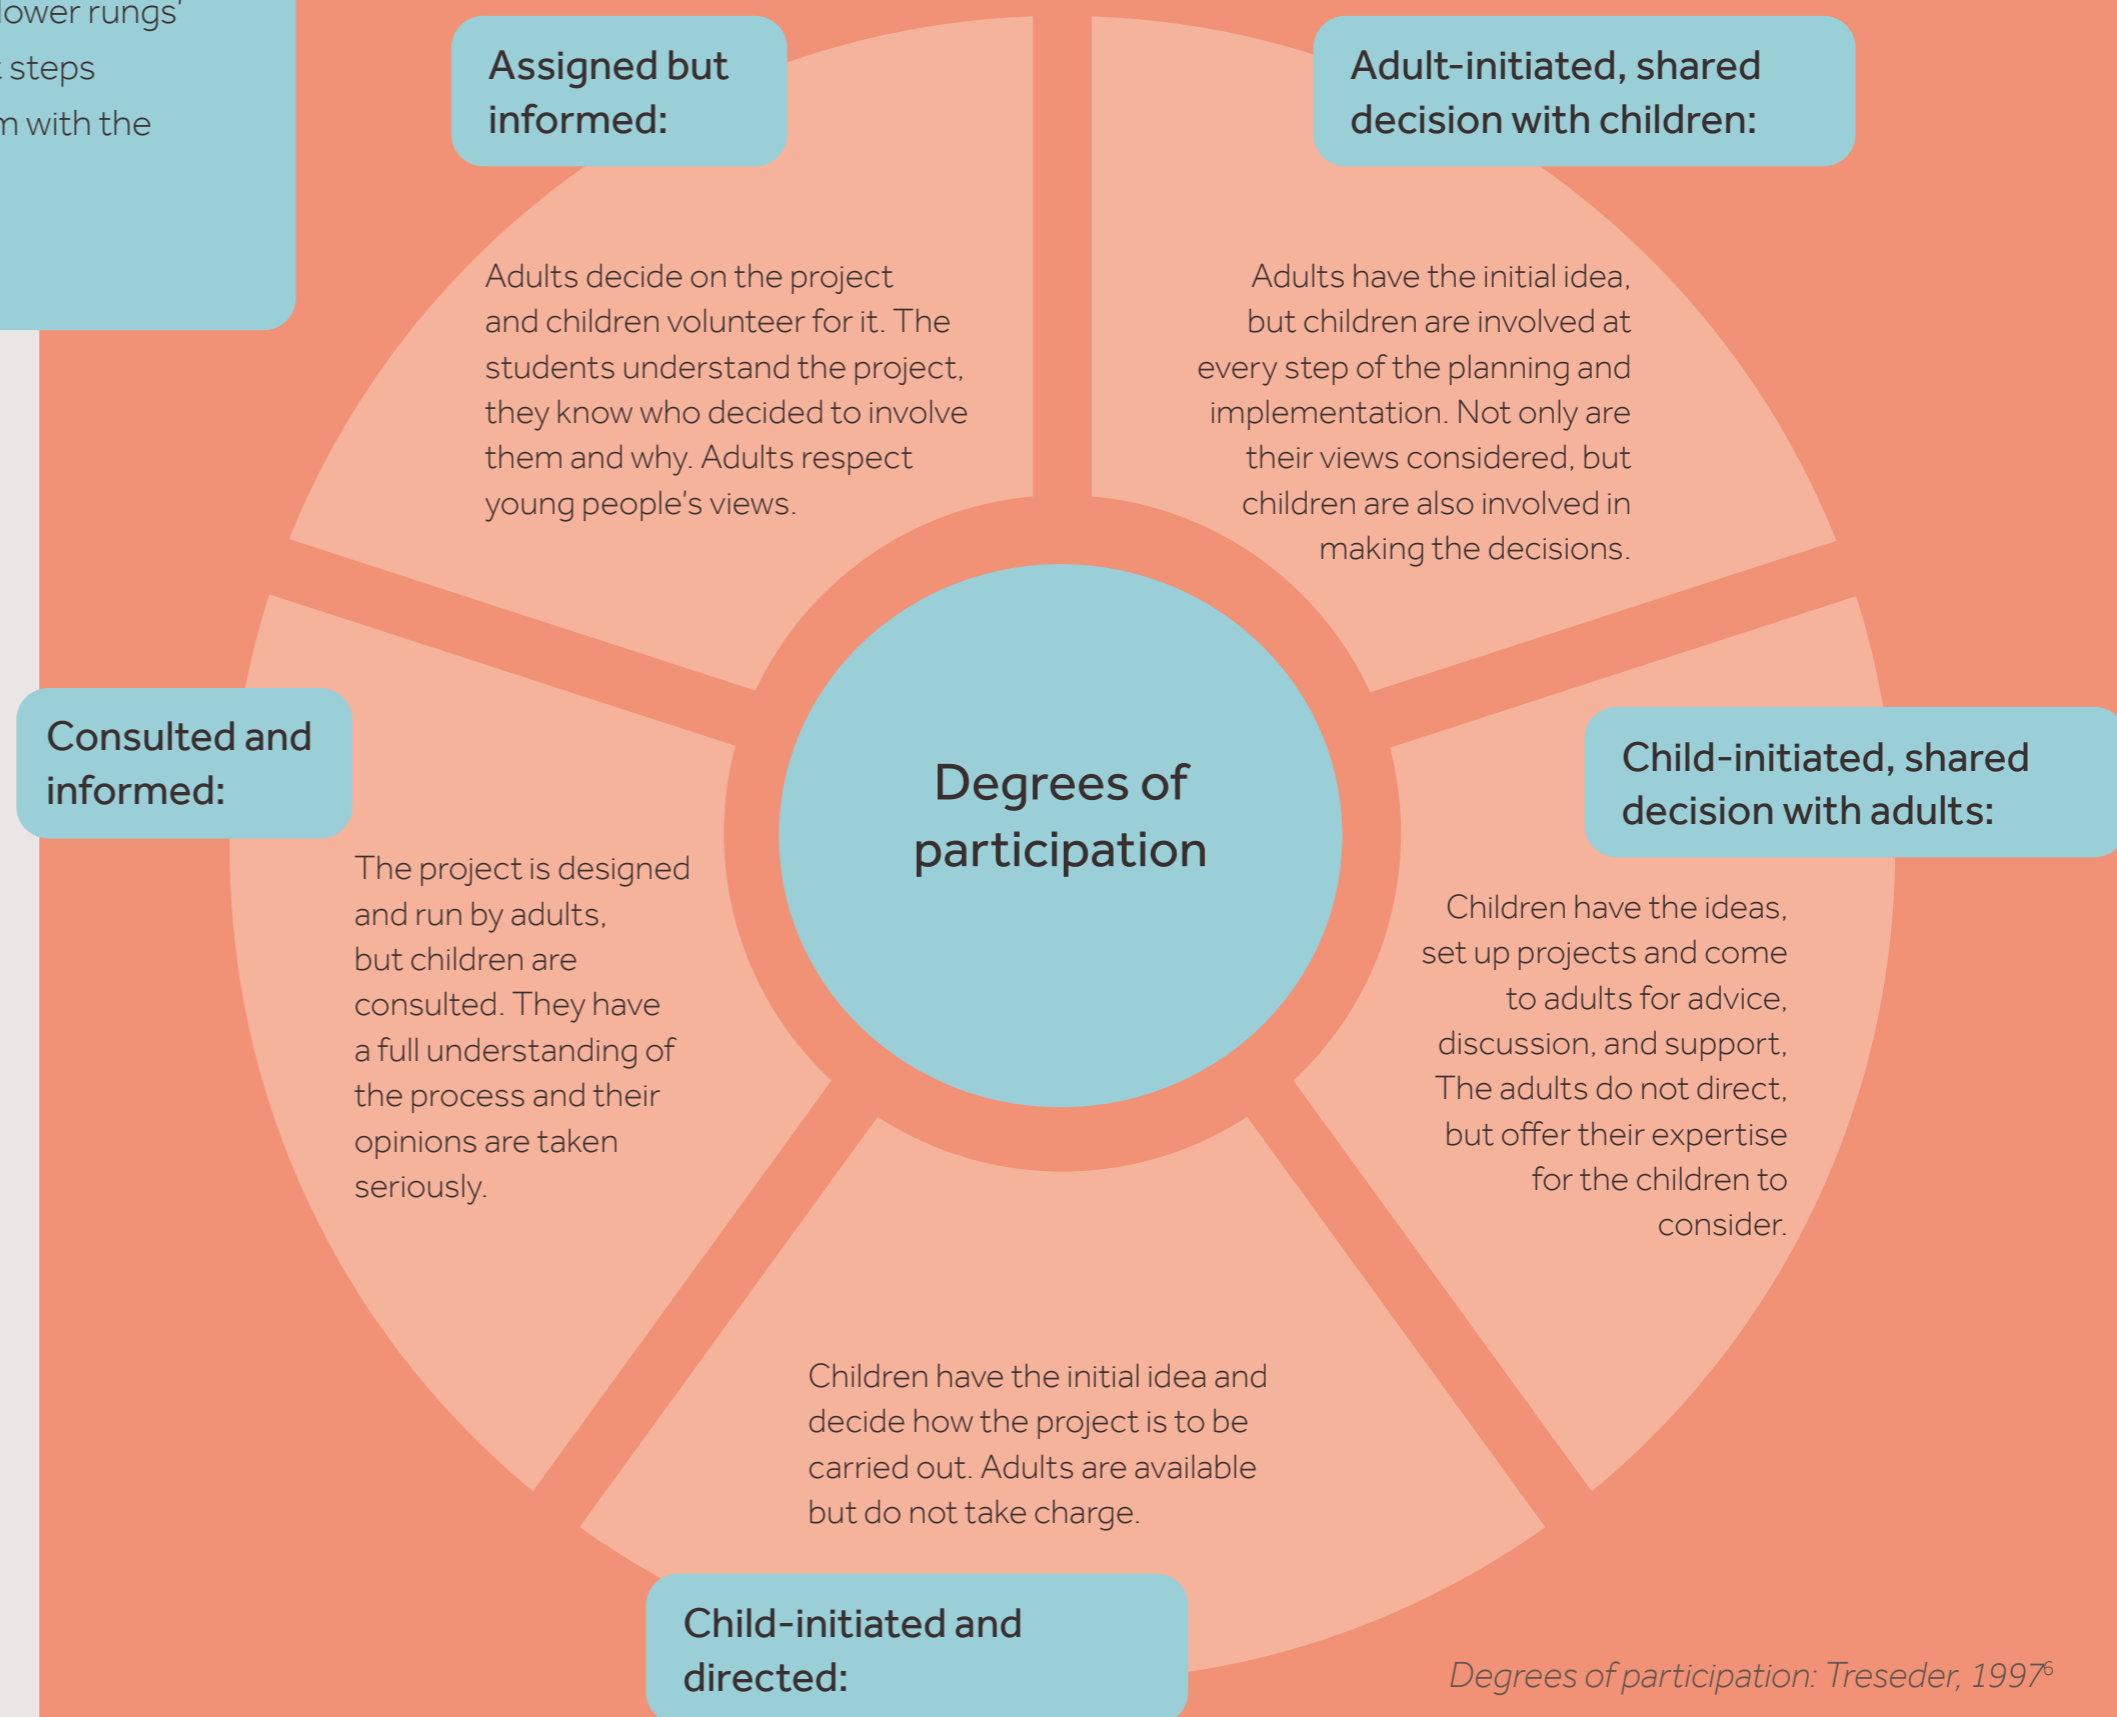 lower rungs'
steps
with the
Assigned but
informed:
Adults decide on the project
and children volunteer for it. The
students understand the project,
they know who decided to involve
them and why. Adults respect
young people's views.
Adult-initiated, shared
decision with children:
Adults have the initial idea,
but children are involved at
every step of the planning and
implementation. Not only are
their views considered, but
children are also involved in
making the decisions.
Consulted and
informed:
The project is designed
and run by adults,
but children are
consulted. They have
a full understanding of
the process and their
opinions are taken
seriously.
Degrees of
participation
Child-initiated, shared
decision with adults:
Children have the ideas,
set up projects and come
to adults for advice,
discussion, and support,
The adults do not direct,
but offer their expertise
for the children to
consider.
Children have the initial idea and
decide how the project is to be
carried out. Adults are available
but do not take charge.
Child-initiated and
directed:
Degrees of participation: Treseder, 1997⁶